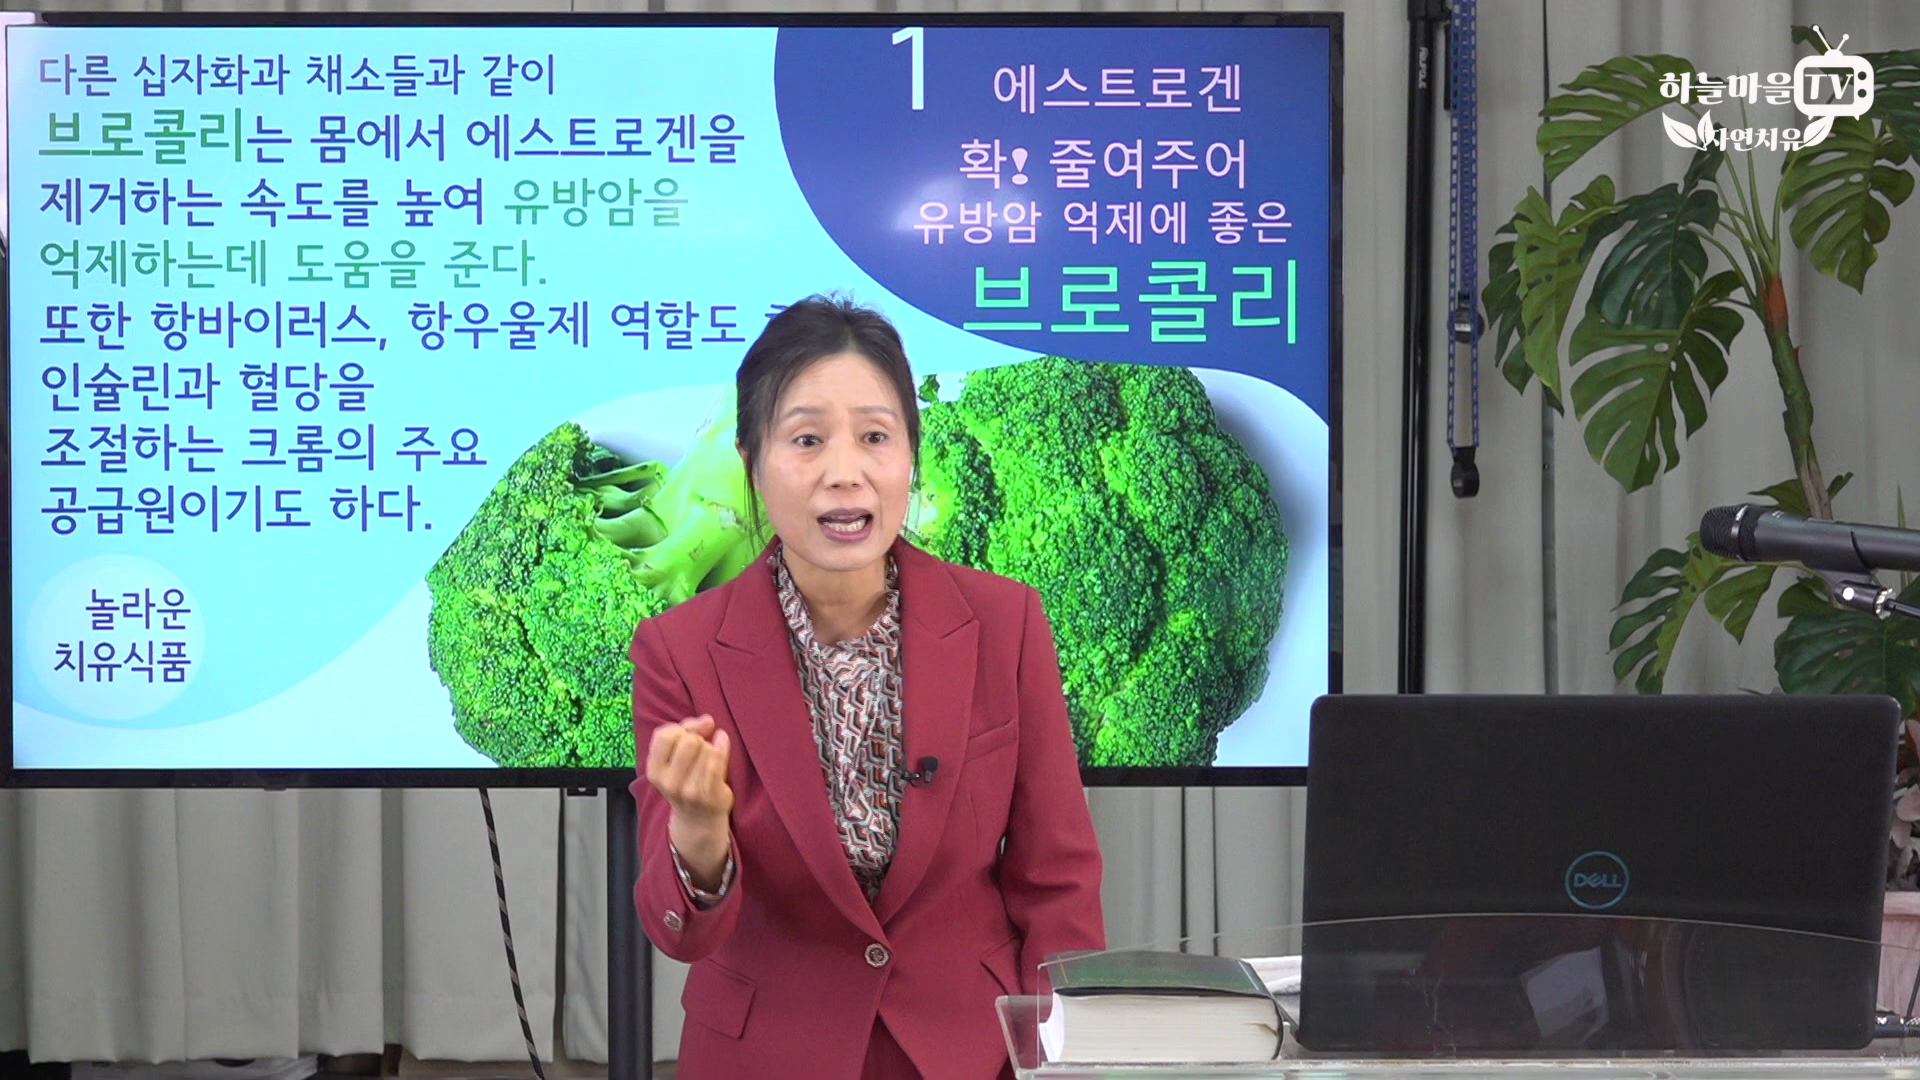 다른 십자화과 채소들과 같이
브로콜리는 몸에서 에스트로겐을
제거하는 속도를 높여 유방암을
억제하는데 도움을 준다.
또한 항바이러스, 항우울제 역할도
인슐린과 혈당을
조절하는 크롬의 주요
공급원이기도 하다.
놀라운
치유식품
1
에스트로겐
확! 줄여주어
유방암 억제에 좋은
브로콜리
하늘마을TV
자연치유
DELL